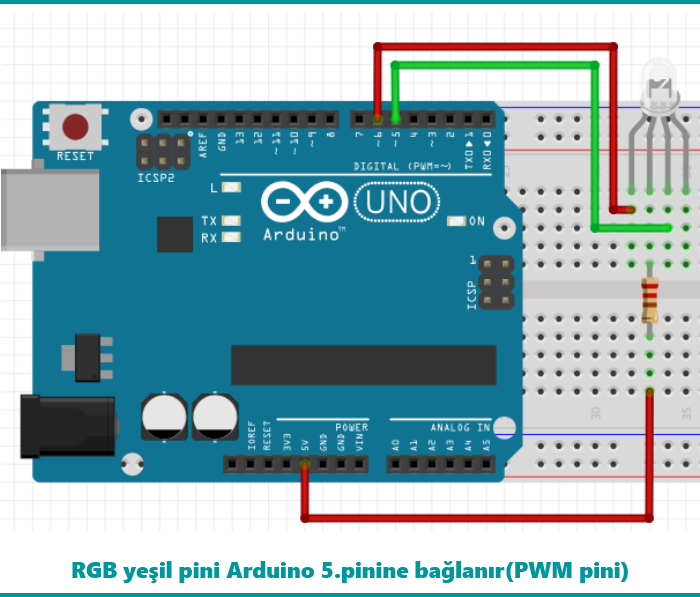 RESET
ICSP2
AREF
GND
13
12
~11
~10
~9
8
7
~6
~5
4
~3
2
TXD▶1
RXD◀0
DIGITAL (PWM=~)
L
TX
RX
UNO
Arduino™
ON
1
ICSP
POWER
ANALOG IN
IOREF
RESET
3V3
5V
GND
GND
VIN
A0
A1
A2
A3
A4
A5
30
35
RGB yeşil pini Arduino 5.pinine bağlanır(PWM pini)